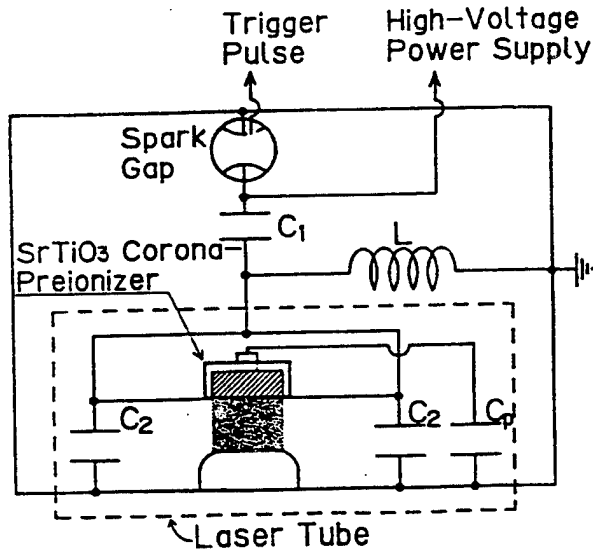 Trigger
Pulse
High-Voltage
Power Supply
Spark
Gap
C1
L
SrTiO3 Corona-
Preionizer
C2
C2
Cp
Laser Tube